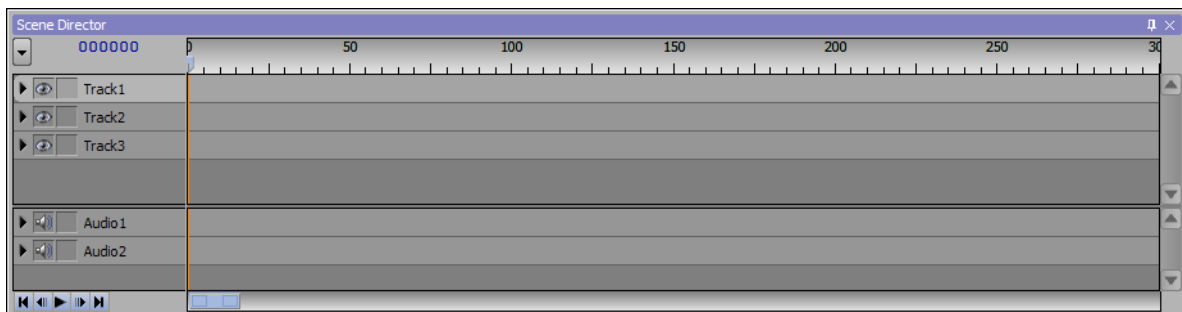 Scene Director
000000 0 50 100 150 200 250 30
Track1
Track2
Track3
Audio1
Audio2